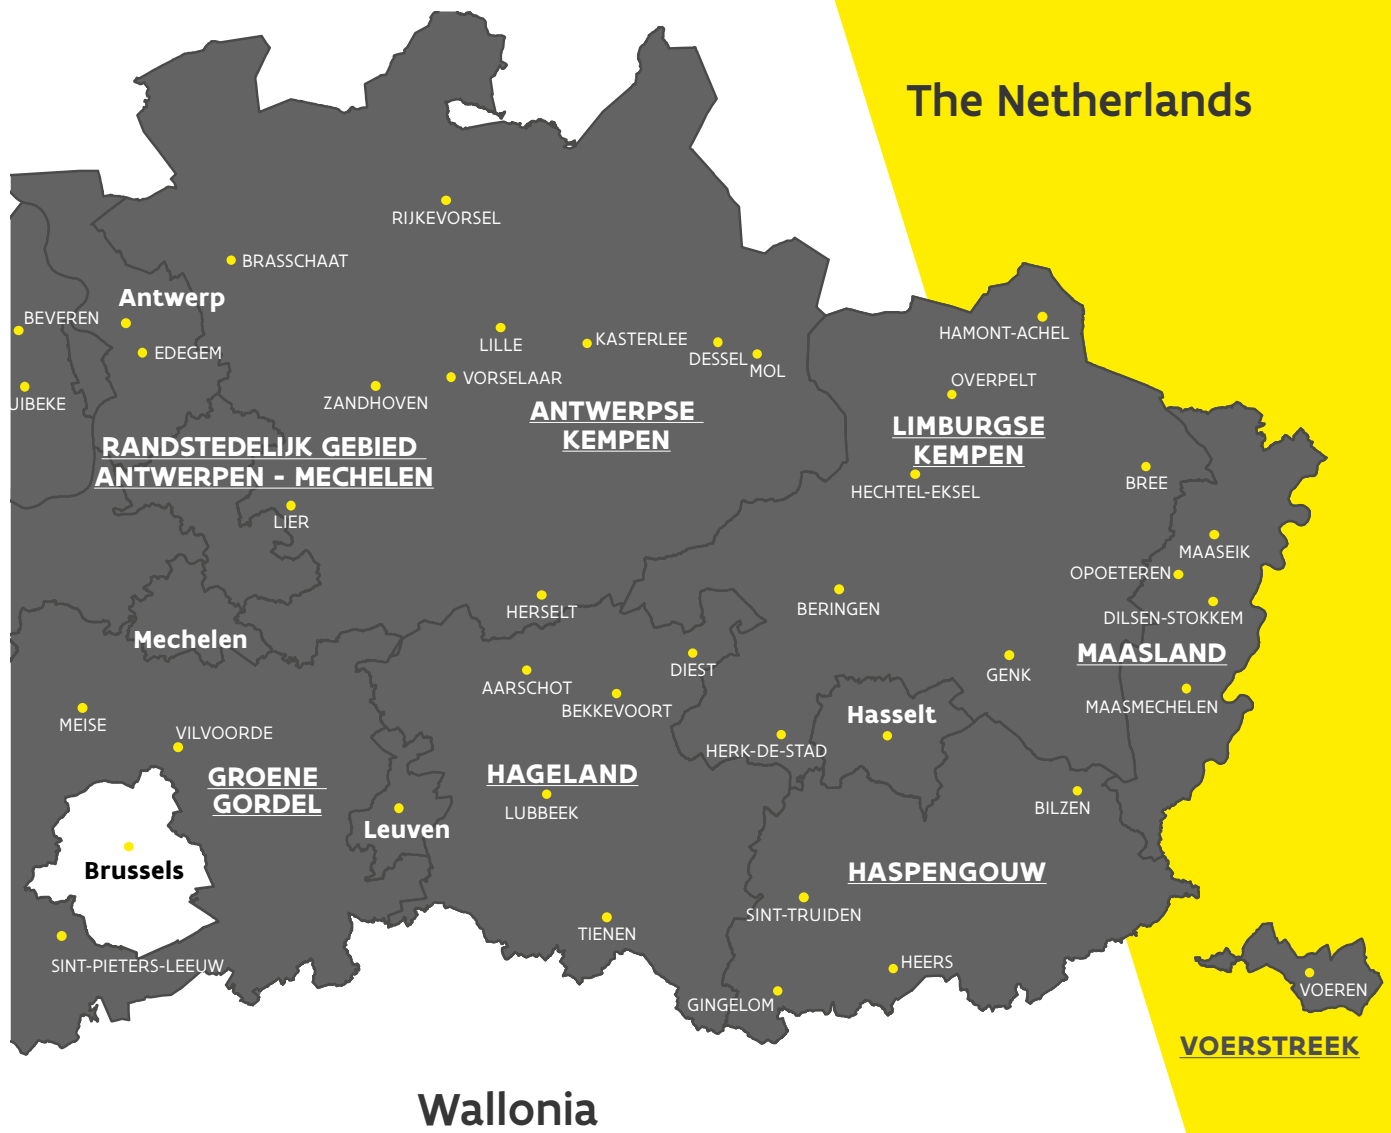 The Netherlands
RIJKEVORSEL
BRASSCHAAT
Antwerp
BEVEREN
HAMONT-ACHEL
LILLE
KASTERLEE
EDEGEM
DESSEL
MOL
VORSELAAR
OVERPELT
UIBEKE
ZANDHOVEN
ANTWERPSE
KEMPEN
LIMBURGSE
KEMPEN
RANDSTEDELIJK GEBIED
ANTWERPEN - MECHELEN
BREE
HECHTEL-EKSEL
LIER
MAASEIK
OPOETEREN
HERSELT
BERINGEN
DILSEN-STOKKEM
Mechelen
MAASLAND
DIEST
GENK
AARSCHOT
BEKKEVOORT
MAASMECHELEN
Hasselt
MEISE
VILVOORDE
HERK-DE-STAD
GROENE
GORDEL
HAGELAND
LUBBEEK
BILZEN
Leuven
Brussels
HASPENGOUW
SINT-TRUIDEN
TIENEN
SINT-PIETERS-LEEUW
HEERS
VOEREN
GINGELOM
VOERSTREEK
Wallonia